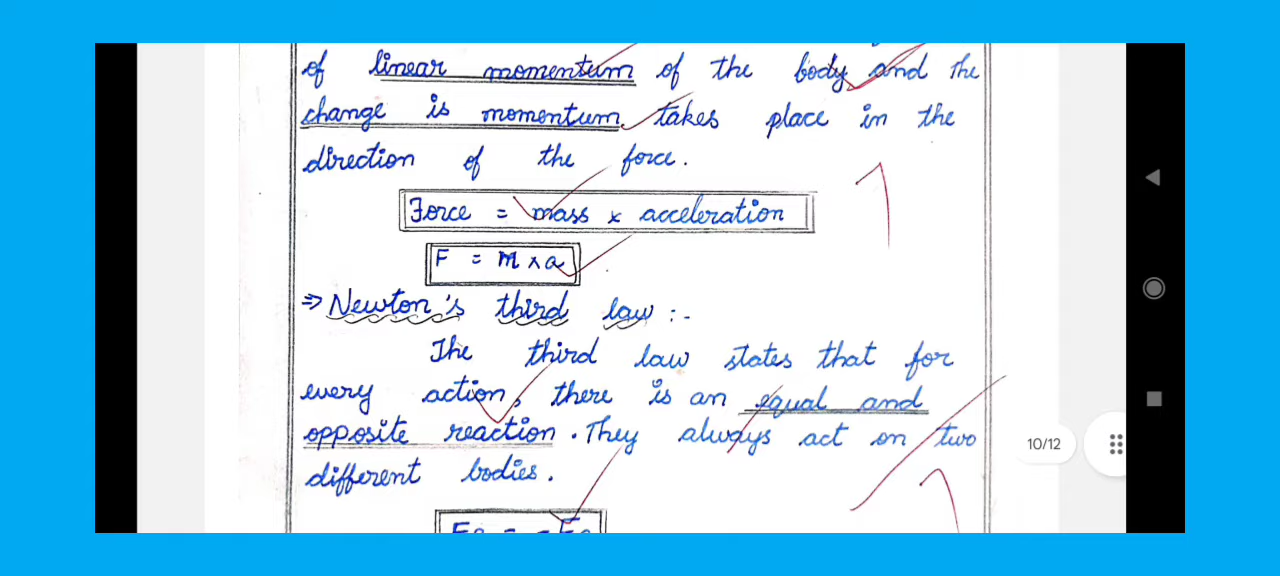 of linear momentum of the body and the
change is momentum takes place in the
direction of the force.
Force = mass x acceleration
F = m x a
⇒ Newton's third law :-
The third law states that for
every action, there is an equal and
opposite reaction. They always act on two
different bodies.
10/12